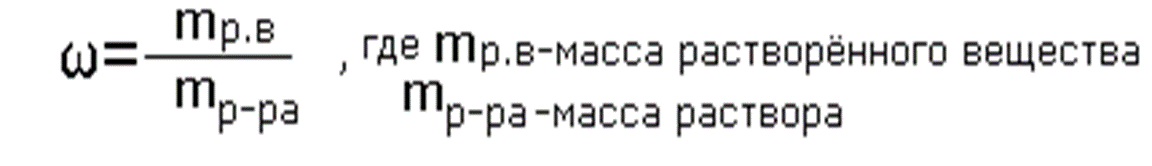 ω = mр.в / mр-ра , где mр.в-масса растворённого вещества
mр-ра-масса раствора